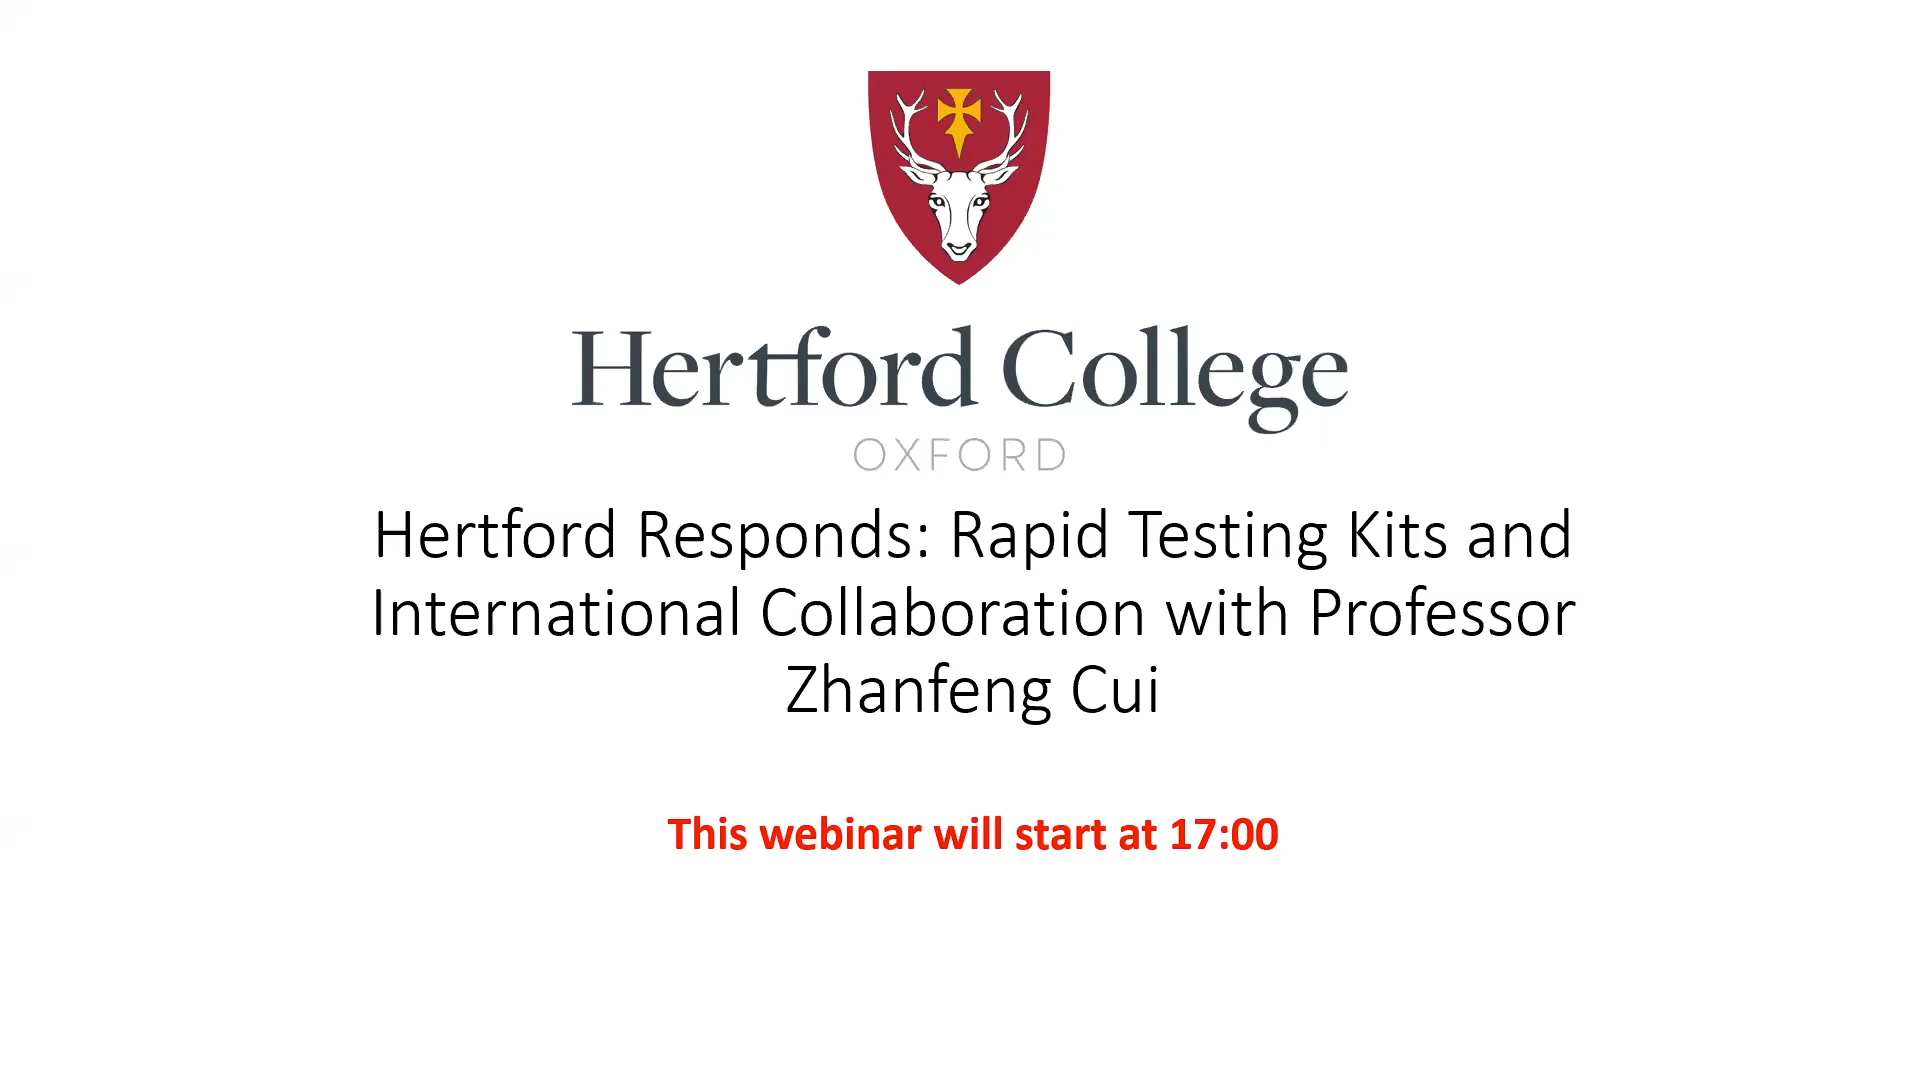 Hertford College
OXFORD
Hertford Responds: Rapid Testing Kits and
International Collaboration with Professor
Zhanfeng Cui
This webinar will start at 17:00